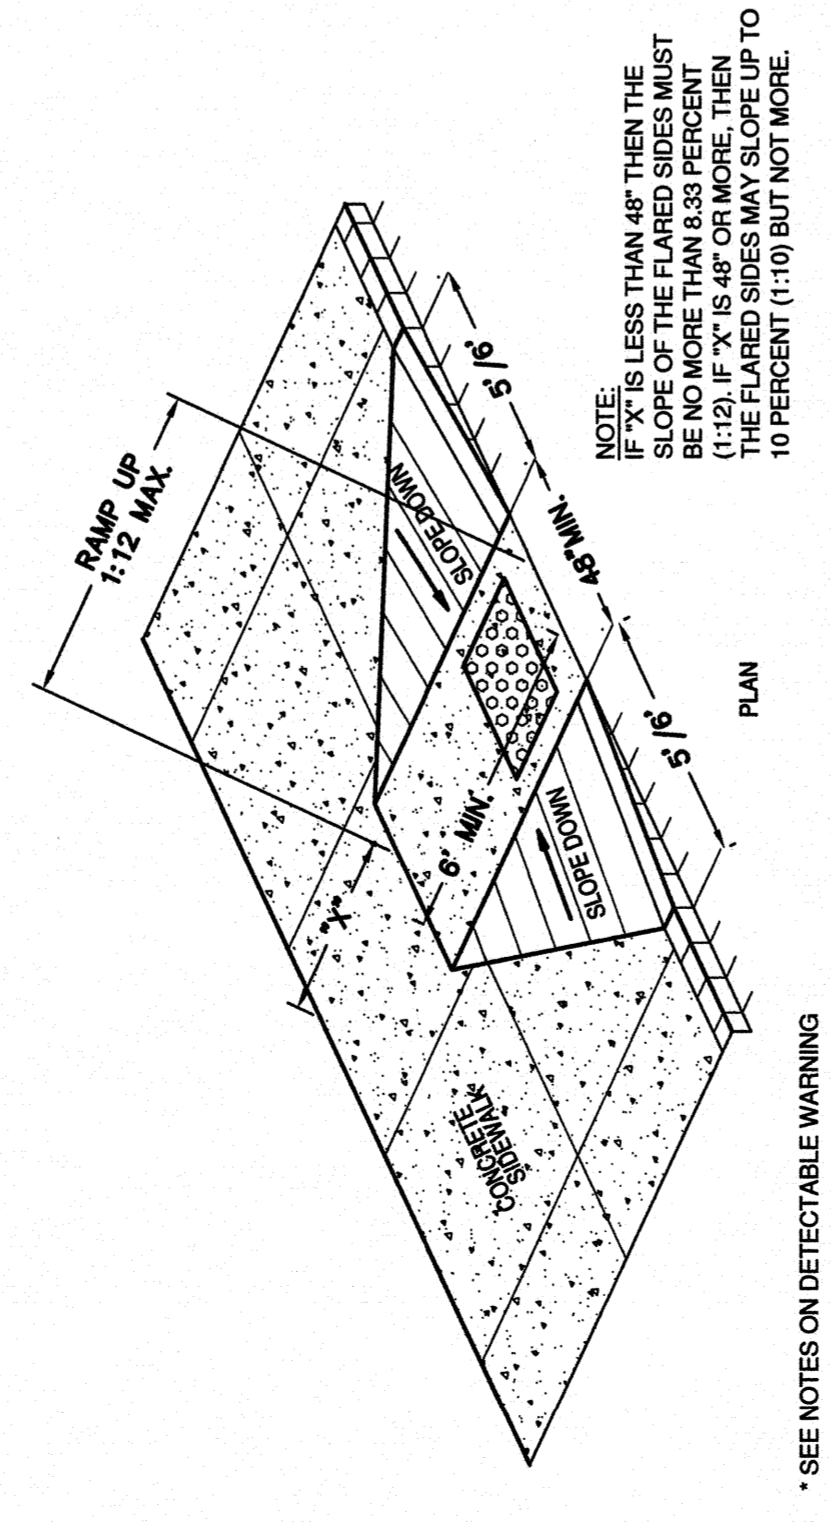 RAMP UP
1:12 MAX.
"X"
SLOPE DOWN
6' MIN.
SLOPE DOWN
CONCRETE
SIDEWALK
5'/6'
48" MIN.
5'/6'
PLAN
NOTE:
IF "X" IS LESS THAN 48" THEN THE
SLOPE OF THE FLARED SIDES MUST
BE NO MORE THAN 8.33 PERCENT
(1:12). IF "X" IS 48" OR MORE, THEN
THE FLARED SIDES MAY SLOPE UP TO
10 PERCENT (1:10) BUT NOT MORE.
* SEE NOTES ON DETECTABLE WARNING